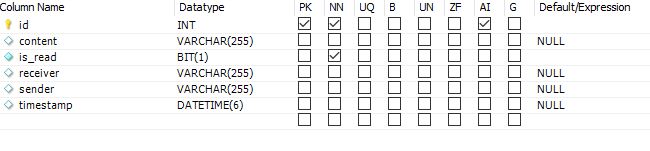 Column Name Datatype PK NN UQ B UN ZF AI G Default/Expression
id INT
content VARCHAR(255) NULL
is_read BIT(1)
receiver VARCHAR(255) NULL
sender VARCHAR(255) NULL
timestamp DATETIME(6) NULL